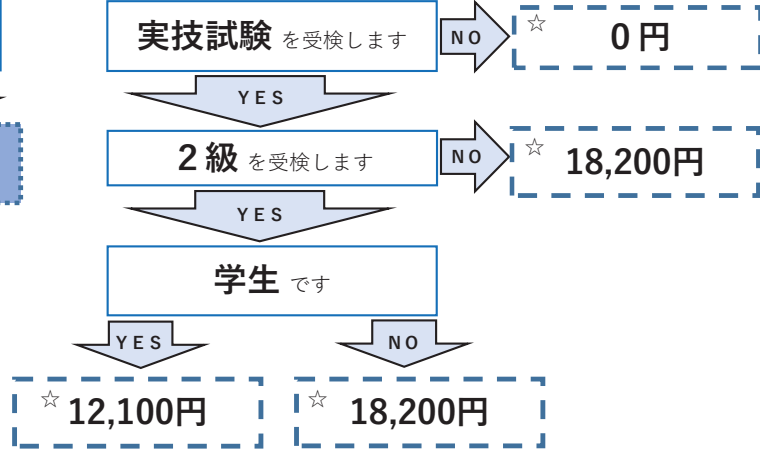 実技試験 を受検します
NO
☆ 0円
YES
2級 を受検します
NO
☆ 18,200円
YES
学生 です
YES
NO
☆ 12,100円
☆ 18,200円